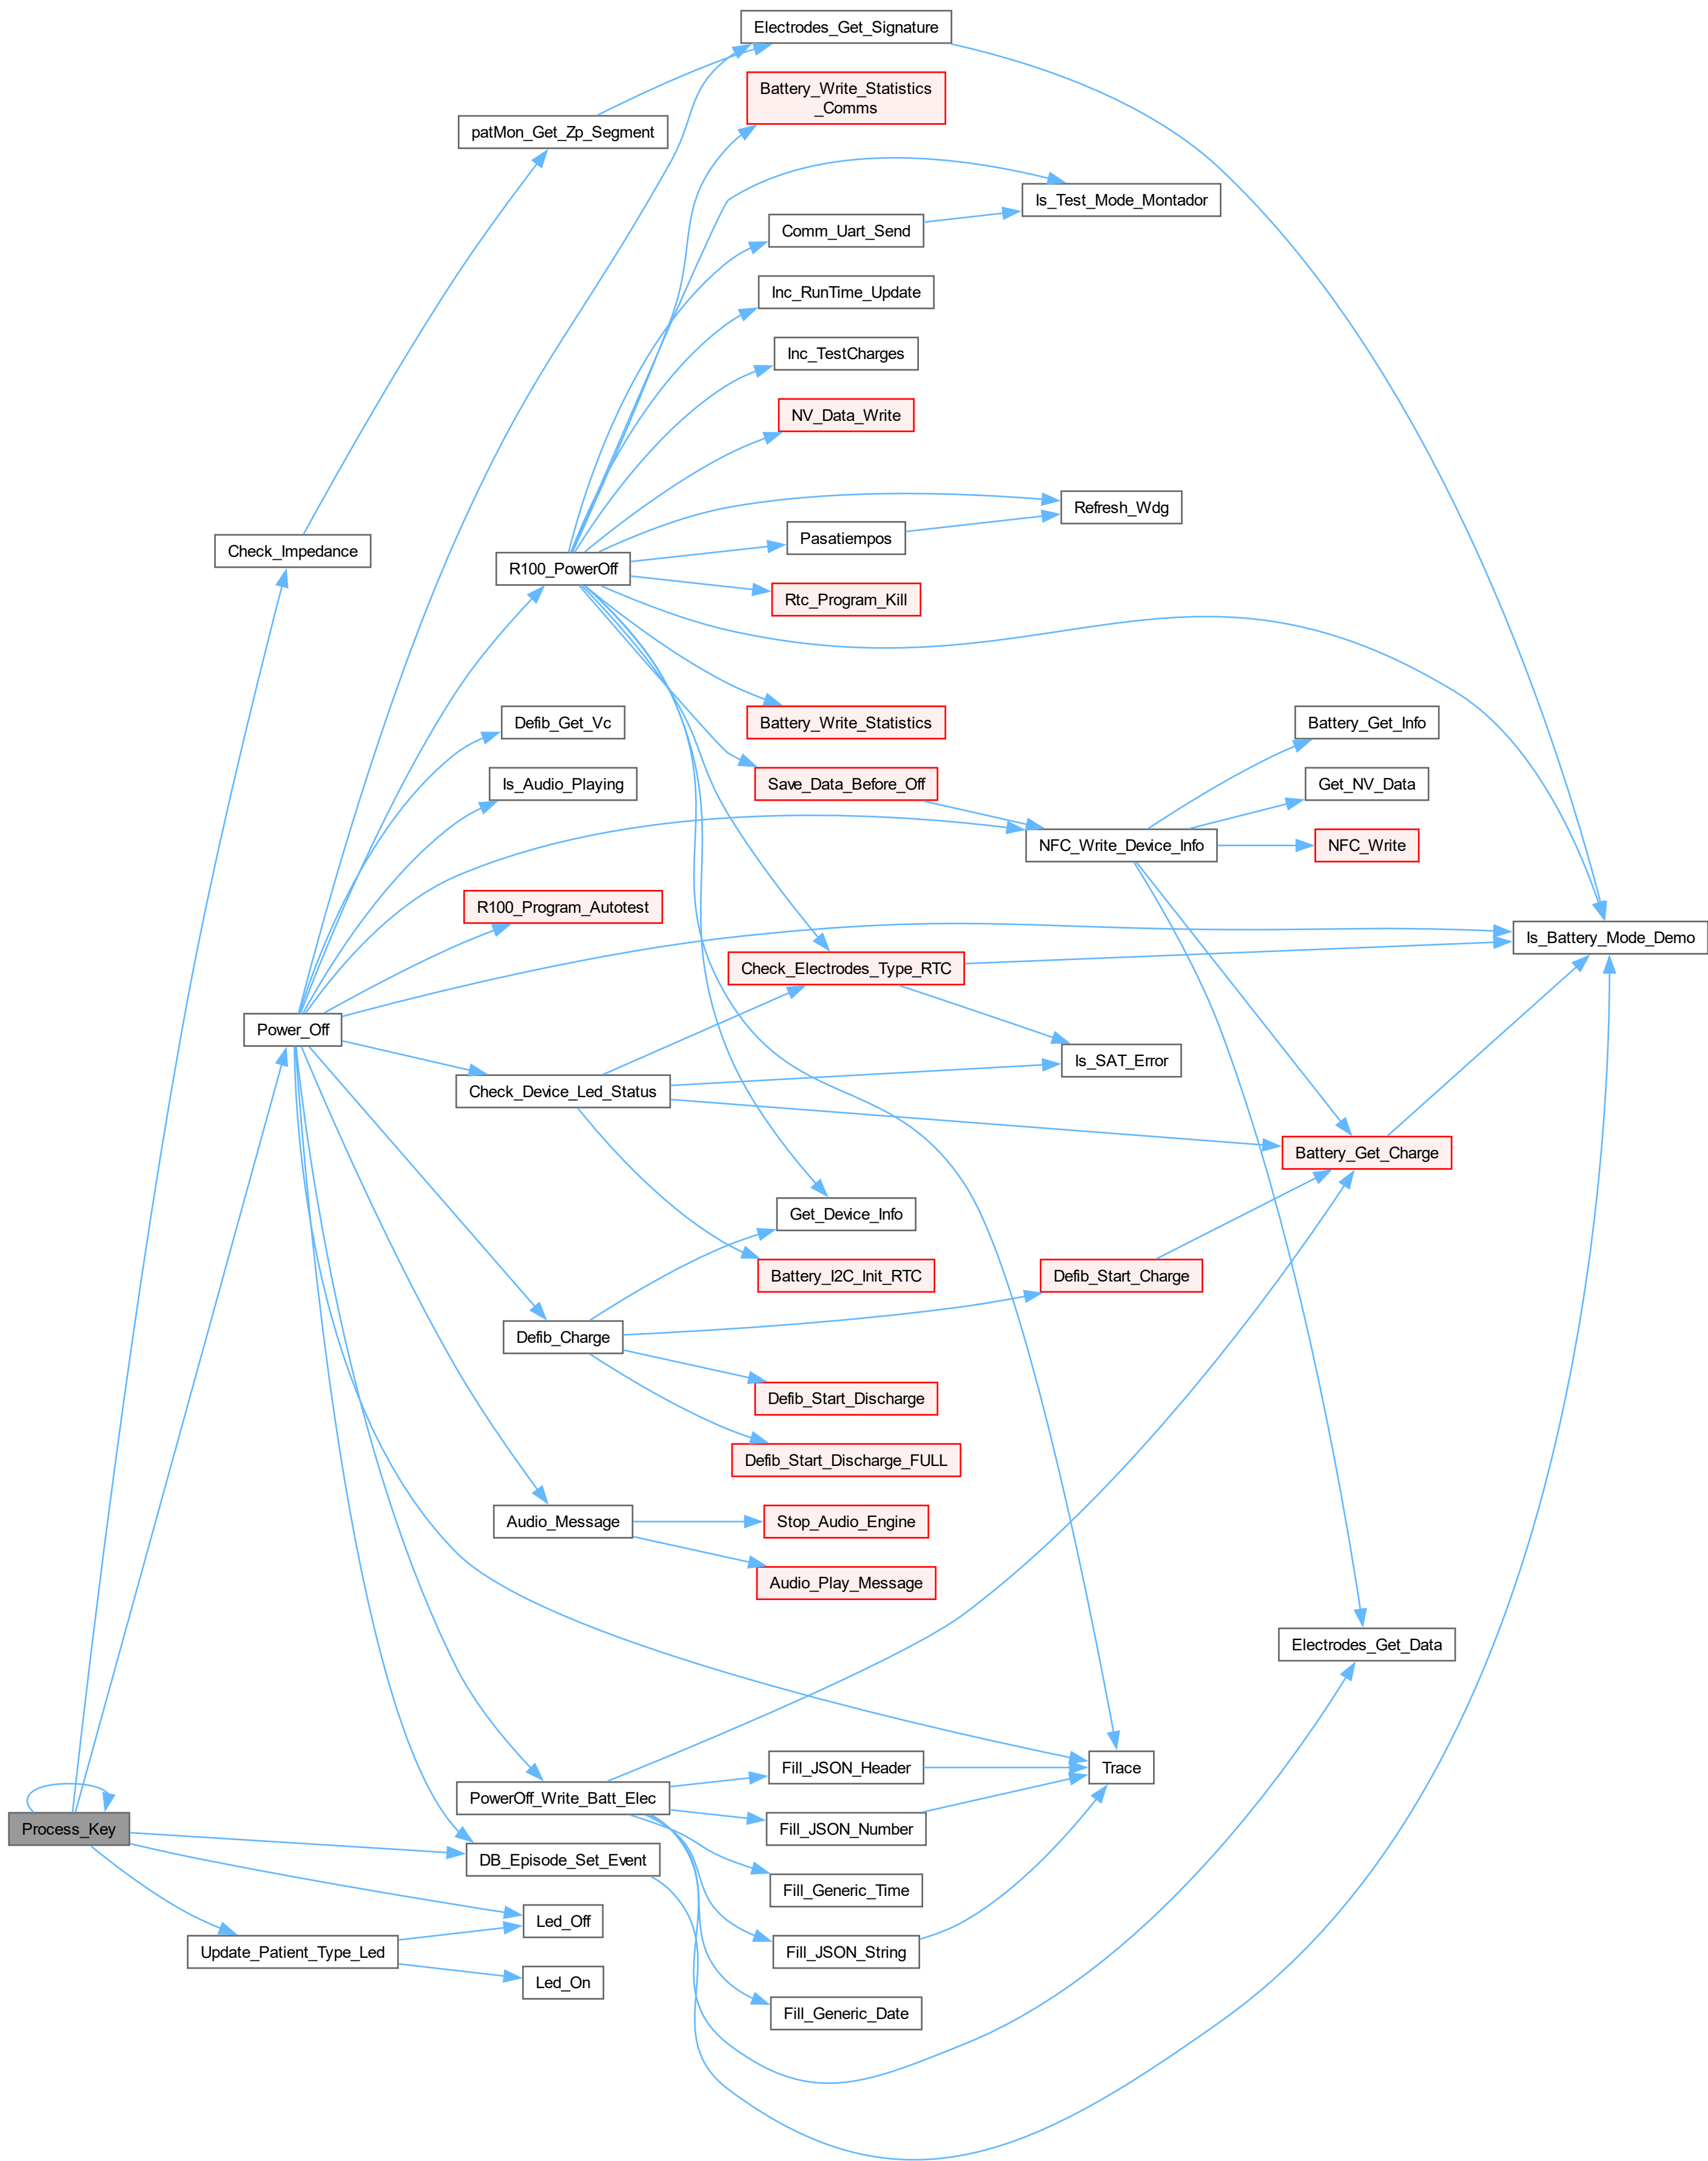 Electrodes_Get_Signature
Battery_Write_Statistics
_Comms
patMon_Get_Zp_Segment
Is_Test_Mode_Montador
Comm_Uart_Send
Inc_RunTime_Update
Inc_TestCharges
NV_Data_Write
Refresh_Wdg
Pasatiempos
Check_Impedance
R100_PowerOff
Rtc_Program_Kill
Defib_Get_Vc
Battery_Write_Statistics
Battery_Get_Info
Is_Audio_Playing
Save_Data_Before_Off
Get_NV_Data
NFC_Write_Device_Info
NFC_Write
R100_Program_Autotest
Is_Battery_Mode_Demo
Check_Electrodes_Type_RTC
Power_Off
Is_SAT_Error
Check_Device_Led_Status
Battery_Get_Charge
Get_Device_Info
Battery_I2C_Init_RTC
Defib_Start_Charge
Defib_Charge
Defib_Start_Discharge
Defib_Start_Discharge_FULL
Audio_Message
Stop_Audio_Engine
Audio_Play_Message
Electrodes_Get_Data
Fill_JSON_Header
Trace
PowerOff_Write_Batt_Elec
Process_Key
Fill_JSON_Number
DB_Episode_Set_Event
Fill_Generic_Time
Led_Off
Update_Patient_Type_Led
Fill_JSON_String
Led_On
Fill_Generic_Date